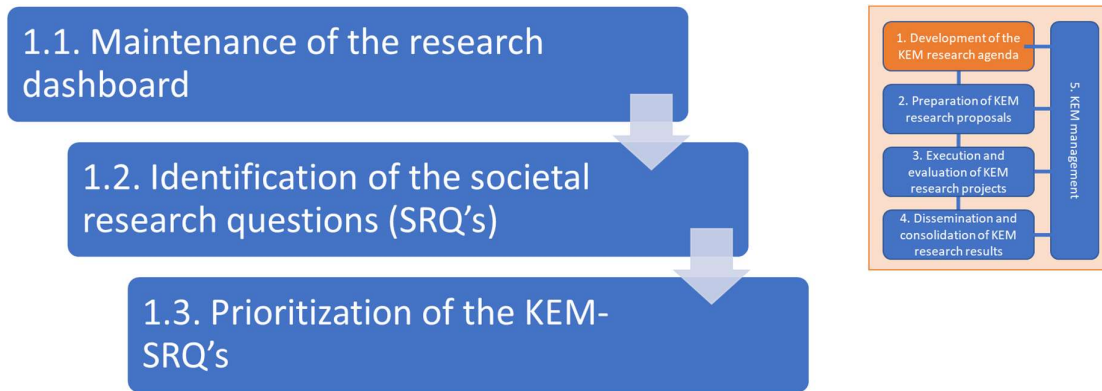 1.1. Maintenance of the research
dashboard
1.2. Identification of the societal
research questions (SRQ’s)
1.3. Prioritization of the KEM-
SRQ’s
1. Development of the
KEM research agenda
2. Preparation of KEM
research proposals
3. Execution and
evaluation of KEM
research projects
4. Dissemination and
consolidation of KEM
research results
5. KEM management